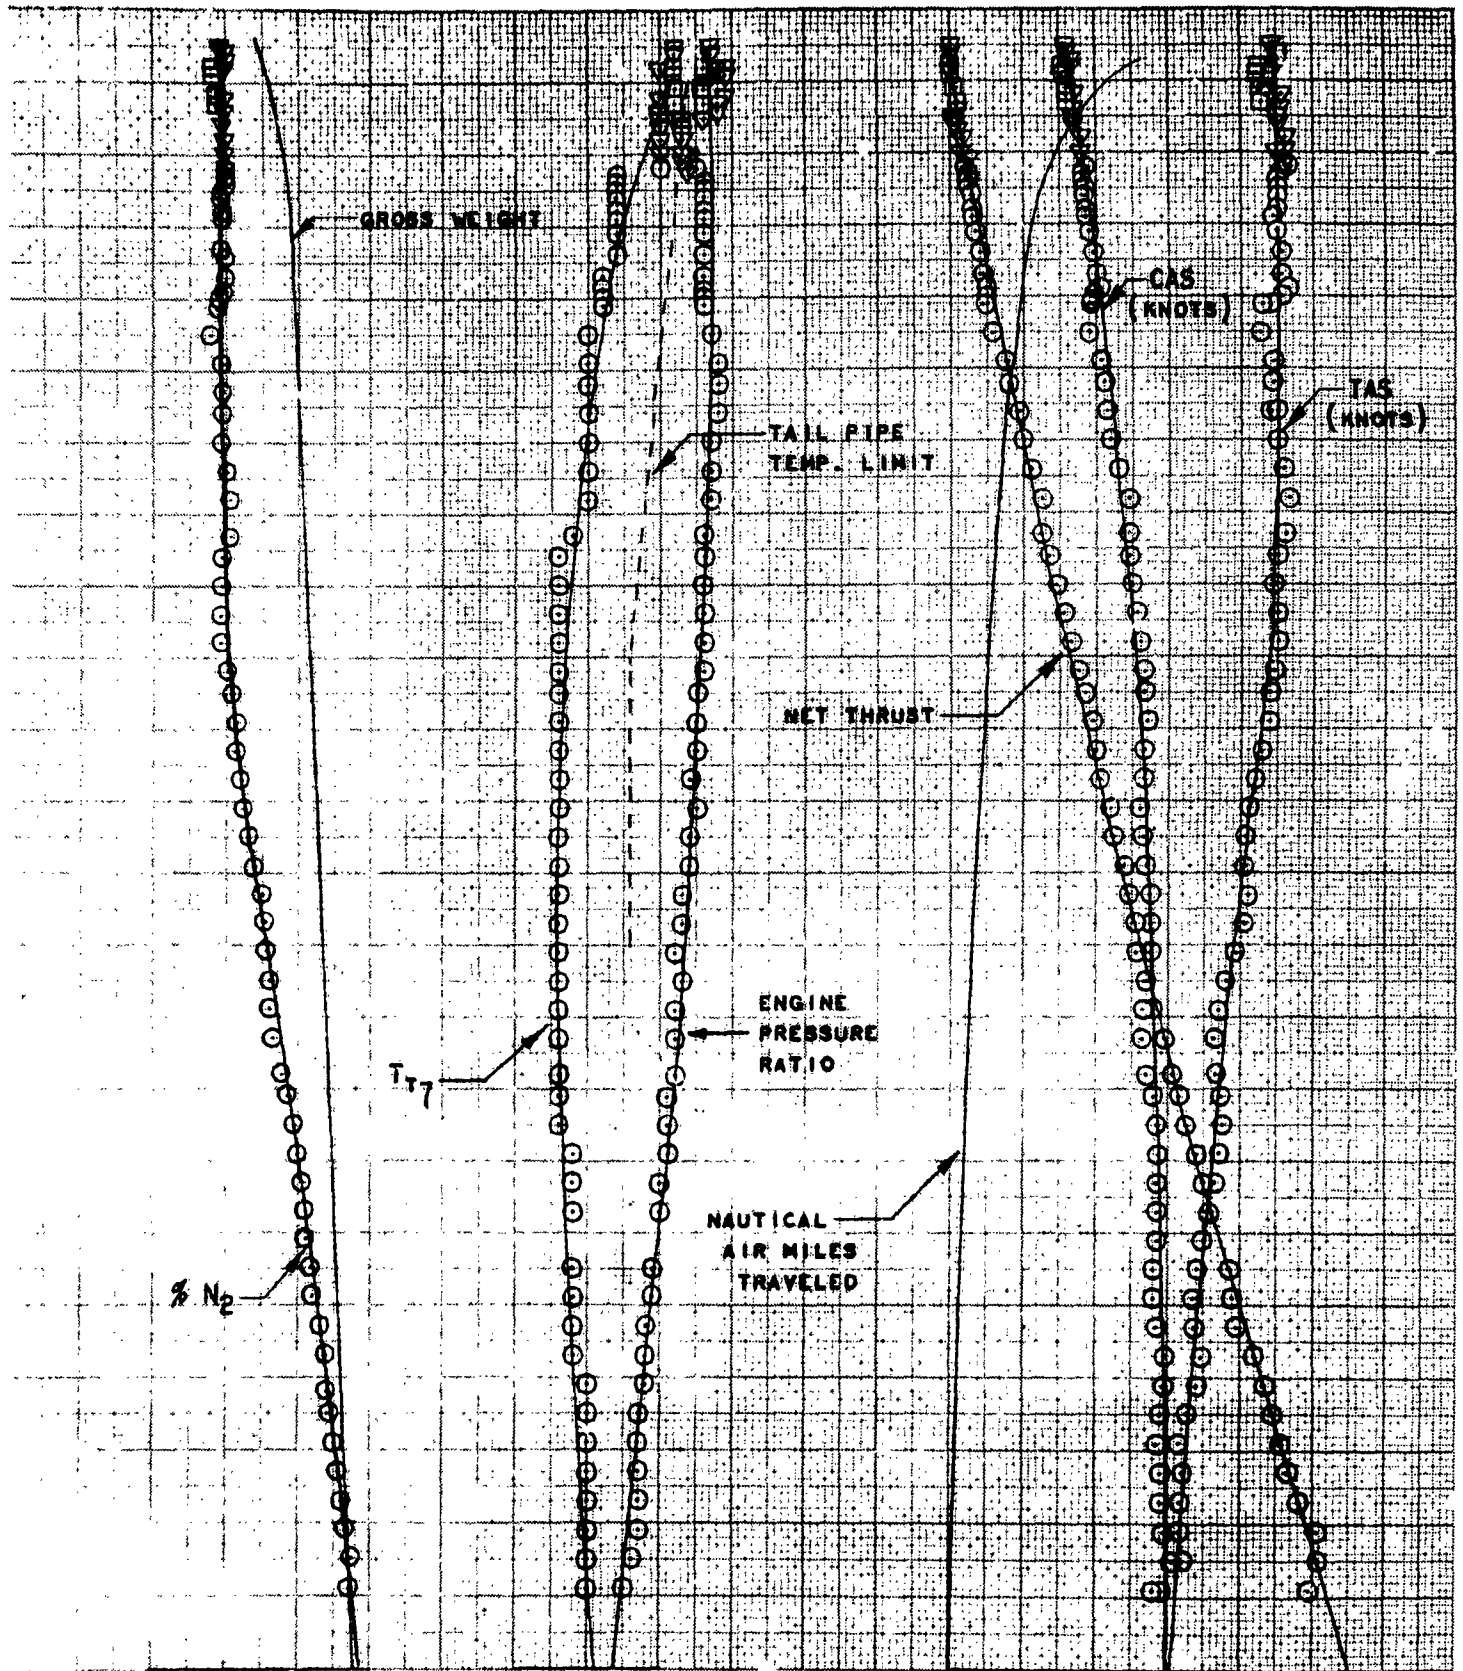 GROSS WEIGHT
CAS
(KNOTS)
TAS
(KNOTS)
TAIL PIPE
TEMP. LIMIT
NET THRUST
ENGINE
PRESSURE
RATIO
TT7
NAUTICAL
AIR MILES
TRAVELED
% N2